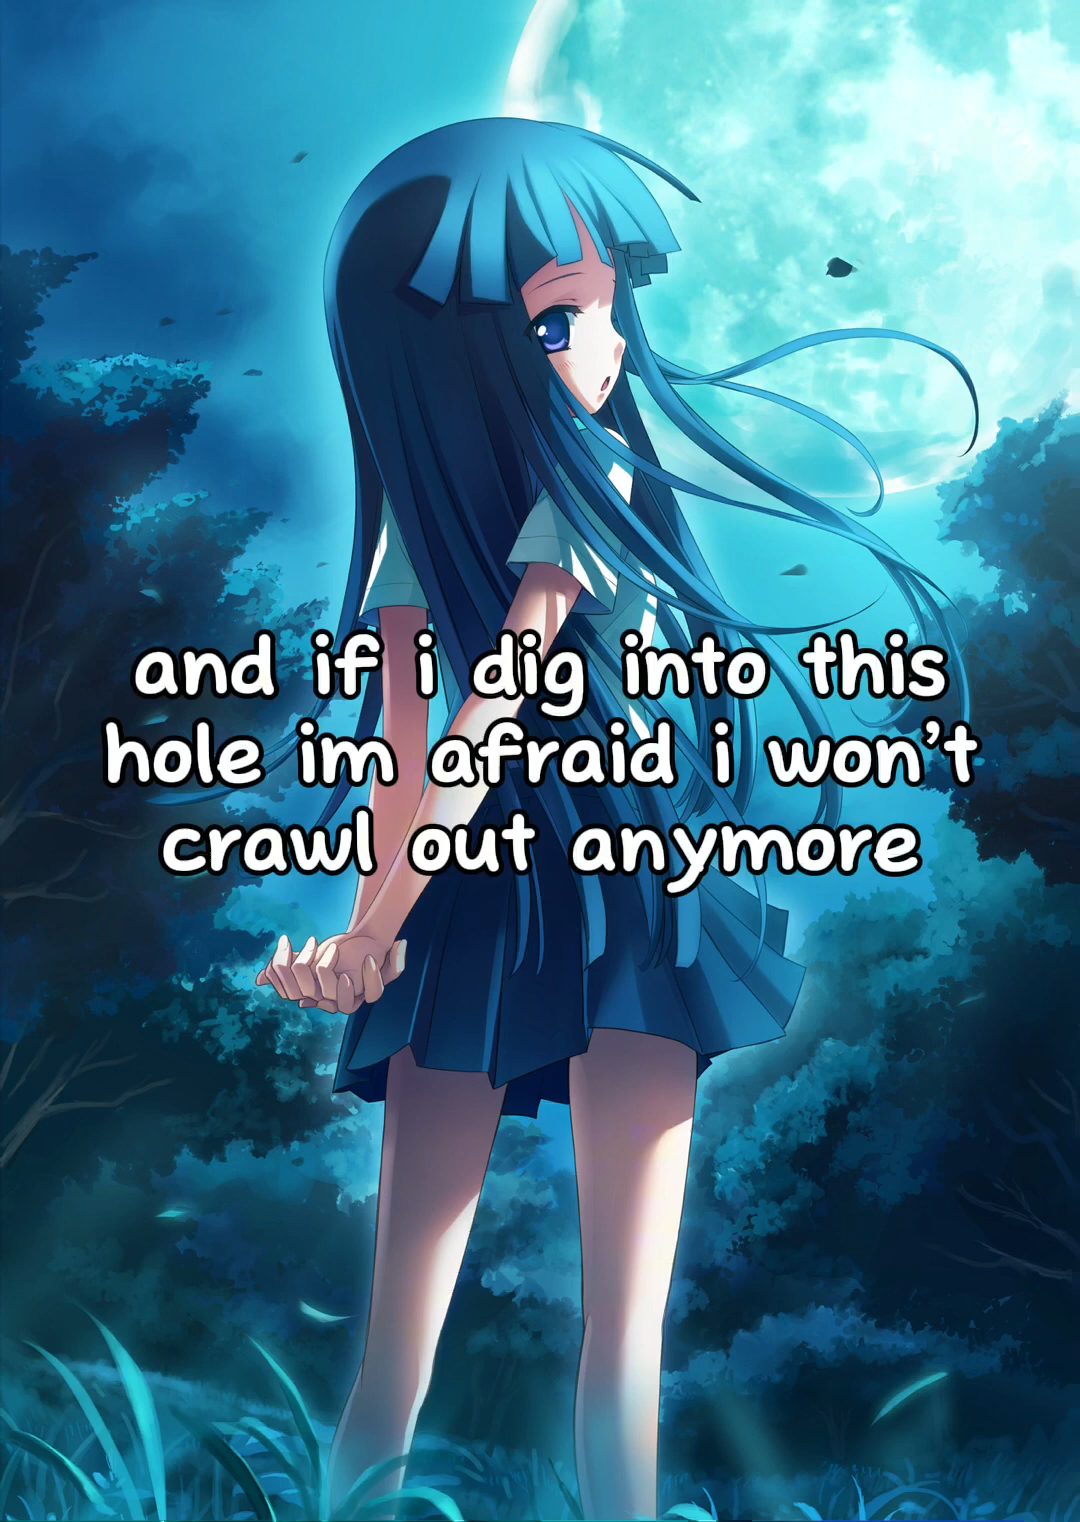 and if i dig into this
hole im afraid i won’t
crawl out anymore